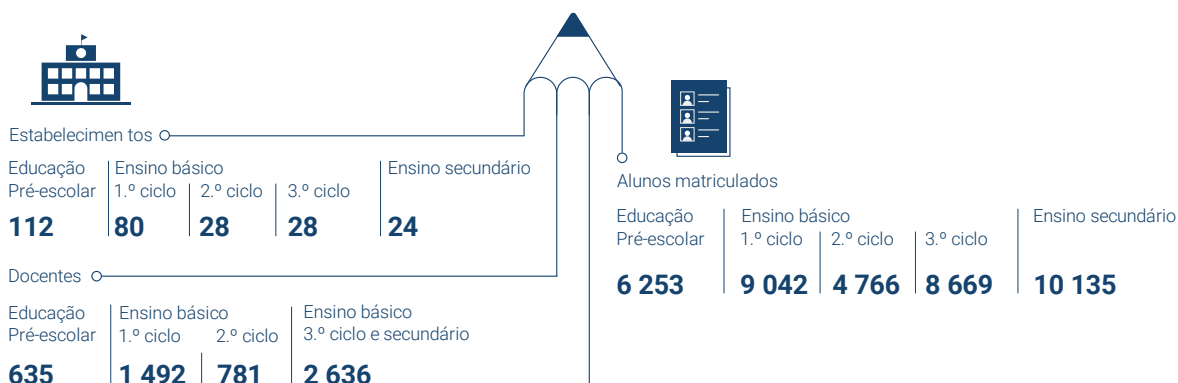 Estabelecimen tos
Educação Pré-escolar
Ensino básico
Ensino secundário
1.º ciclo
2.º ciclo
3.º ciclo
112
80
28
28
24
Docentes
Educação Pré-escolar
Ensino básico
1.º ciclo
2.º ciclo
Ensino básico
3.º ciclo e secundário
635
1 492
781
2 636
Alunos matriculados
Educação Pré-escolar
Ensino básico
Ensino secundário
1.º ciclo
2.º ciclo
3.º ciclo
6 253
9 042
4 766
8 669
10 135